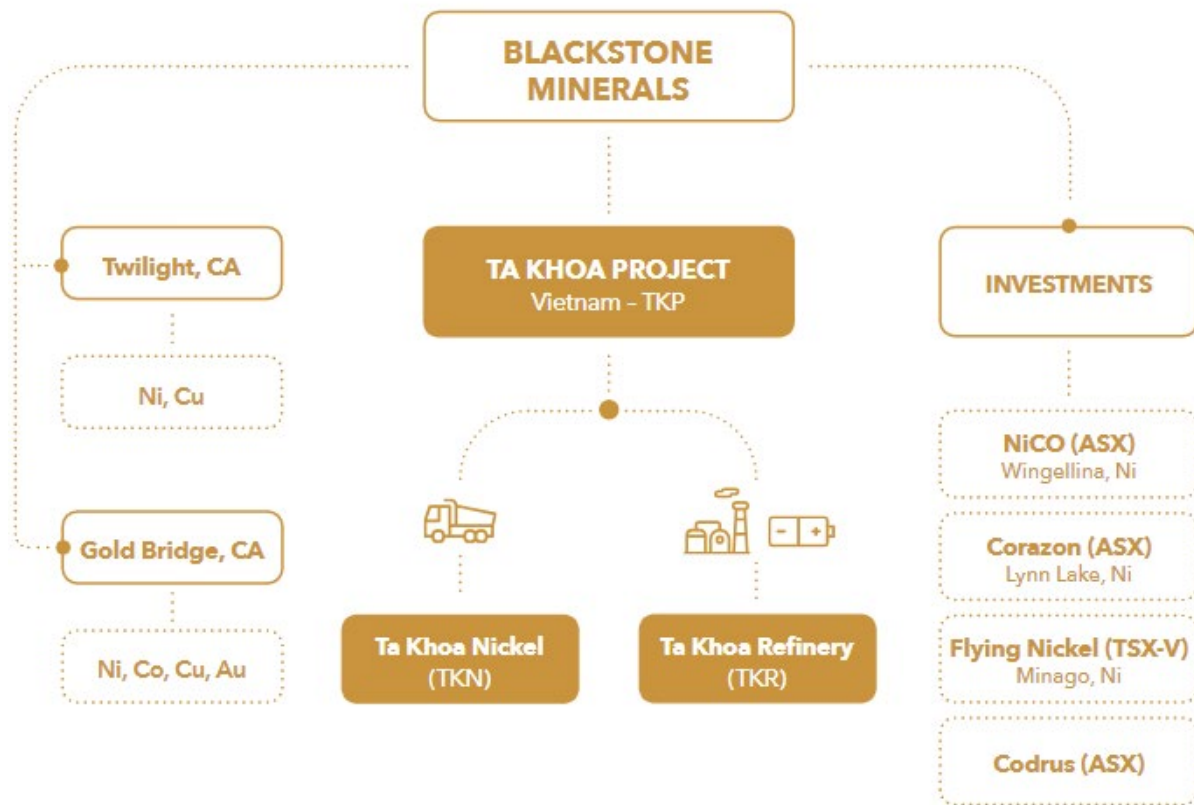 BLACKSTONE
MINERALS
Twilight, CA
Ni, Cu
Gold Bridge, CA
Ni, Co, Cu, Au
TA KHOA PROJECT
Vietnam – TKP
Ta Khoa Nickel
(TKN)
Ta Khoa Refinery
(TKR)
INVESTMENTS
NiCO (ASX)
Wingellina, Ni
Corazon (ASX)
Lynn Lake, Ni
Flying Nickel (TSX-V)
Minago, Ni
Codrus (ASX)